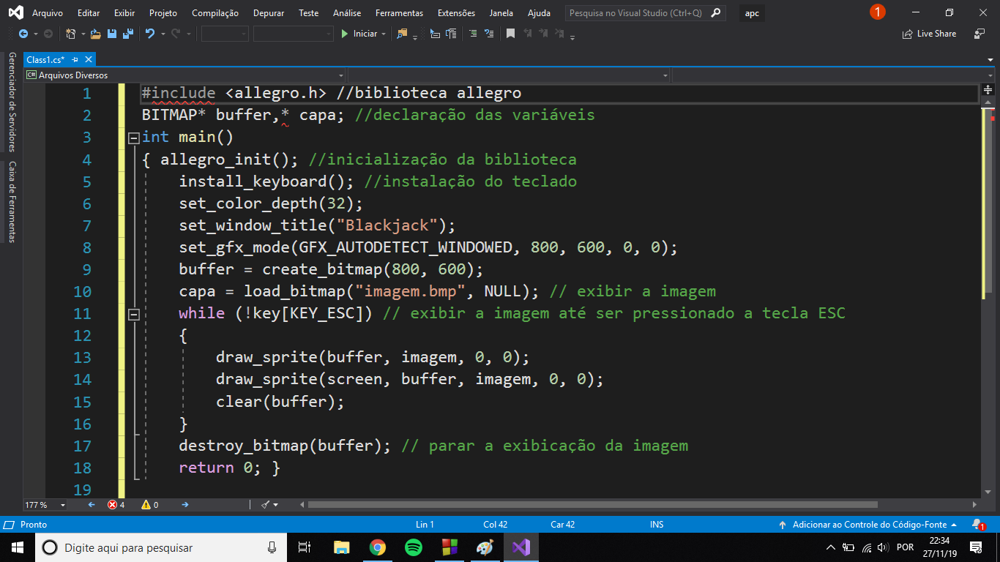 Arquivo Editar Exibir Projeto Compilação Depurar Teste Análise Ferramentas Extensões Janela Ajuda Pesquisa no Visual Studio (Ctrl+Q) apc 1
Iniciar Live Share
Class1.cs*
C# Arquivos Diversos
Gerenciador de Servidores
Caixa de Ferramentas
1 #include <allegro.h> //biblioteca allegro
2 BITMAP* buffer,* capa; //declaração das variáveis
3 int main()
4 { allegro_init(); //inicialização da biblioteca
5 install_keyboard(); //instalação do teclado
6 set_color_depth(32);
7 set_window_title("Blackjack");
8 set_gfx_mode(GFX_AUTODETECT_WINDOWED, 800, 600, 0, 0);
9 buffer = create_bitmap(800, 600);
10 capa = load_bitmap("imagem.bmp", NULL); // exibir a imagem
11 while (!key[KEY_ESC]) // exibir a imagem até ser pressionado a tecla ESC
12 {
13 draw_sprite(buffer, imagem, 0, 0);
14 draw_sprite(screen, buffer, imagem, 0, 0);
15 clear(buffer);
16 }
17 destroy_bitmap(buffer); // parar a exibicação da imagem
18 return 0; }
19
177 % 4 0
Pronto Lin 1 Col 42 Car 42 INS Adicionar ao Controle do Código-Fonte 1
Digite aqui para pesquisar POR 22:34
27/11/19